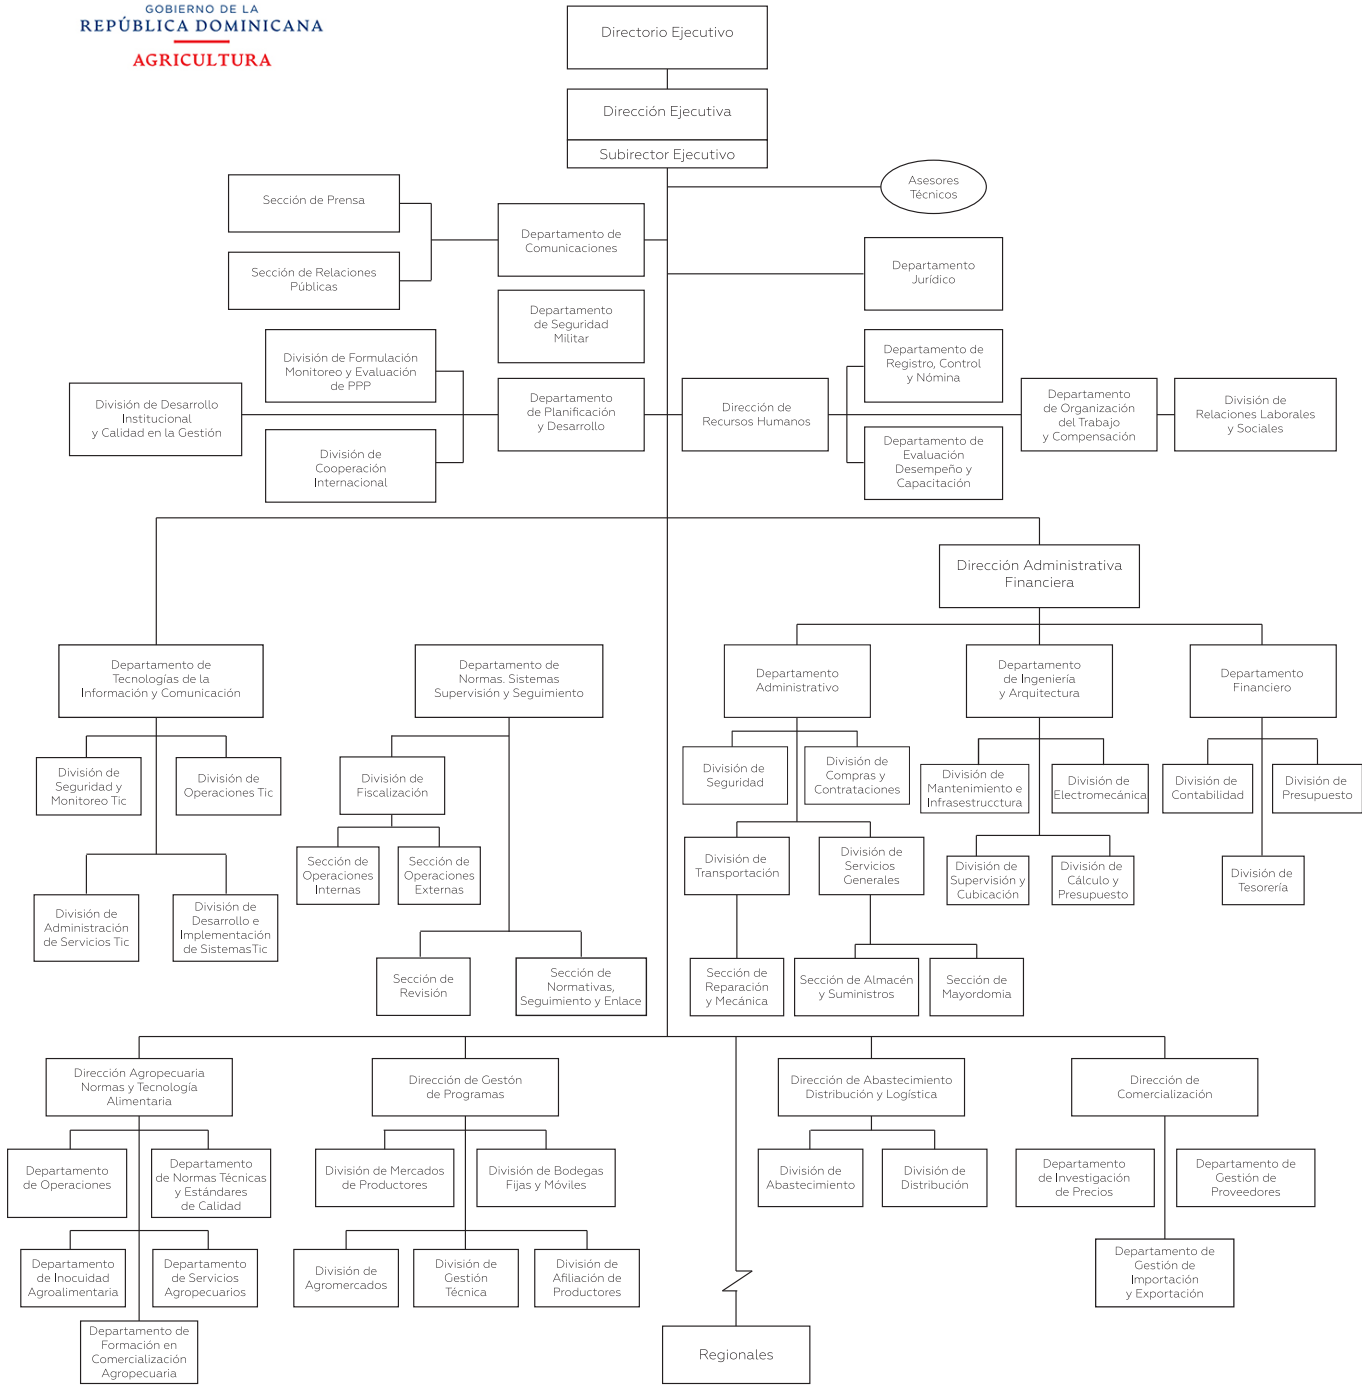 GOBIERNO DE LA
REPÚBLICA DOMINICANA
AGRICULTURA
Directorio Ejecutivo
Dirección Ejecutiva
Subirector Ejecutivo
Asesores
Técnicos
Sección de Prensa
Departamento de
Comunicaciones
Sección de Relaciones
Públicas
Departamento
Jurídico
Departamento
de Seguridad
Militar
División de Formulación
Monitoreo y Evaluación
de PPP
Departamento de
Registro, Control
y Nómina
División de Desarrollo
Institucional
y Calidad en la Gestión
Departamento
de Planificación
y Desarrollo
Dirección de
Recursos Humanos
Departamento
de Organización
del Trabajo
y Compensación
División de
Relaciones Laborales
y Sociales
División de
Cooperación
Internacional
Departamento de
Evaluación
Desempeño y
Capacitación
Dirección Administrativa
Financiera
Departamento de
Tecnologías de la
Información y Comunicación
Departamento de
Normas. Sistemas
Supervisión y Seguimiento
Departamento
Administrativo
Departamento
de Ingeniería
y Arquitectura
Departamento
Financiero
División de
Seguridad y
Monitoreo Tic
División de
Operaciones Tic
División de
Fiscalización
División de
Seguridad
División de
Compras y
Contrataciones
División de
Mantenimiento e
Infrasestrucctura
División de
Electromecánica
División de
Contabilidad
División de
Presupuesto
Sección de
Operaciones
Internas
Sección de
Operaciones
Externas
División de
Transportación
División de
Servicios
Generales
División de
Supervisión y
Cubicación
División de
Cálculo y
Presupuesto
División de
Tesorería
División de
Administración
de Servicios Tic
División de
Desarrollo e
Implementación
de SistemasTic
Sección de
Revisión
Sección de
Normativas,
Seguimiento y Enlace
Sección de
Reparación
y Mecánica
Sección de Almacén
y Suministros
Sección de
Mayordomia
Dirección Agropecuaria
Normas y Tecnología
Alimentaria
Dirección de Gestón
de Programas
Dirección de Abastecimiento
Distribución y Logística
Dirección de
Comercialización
Departamento
de Operaciones
Departamento
de Normas Técnicas
y Estándares
de Calidad
División de Mercados
de Productores
División de Bodegas
Fijas y Móviles
División de
Abastecimiento
División de
Distribución
Departamento
de Investigación
de Precios
Departamento de
Gestión de
Proveedores
Departamento
de Inocuidad
Agroalimentaria
Departamento
de Servicios
Agropecuarios
División de
Agromercados
División de
Gestión
Técnica
División de
Afiliación de
Productores
Departamento de
Gestión de
Importación
y Exportación
Departamento de
Formación en
Comercialización
Agropecuaria
Regionales